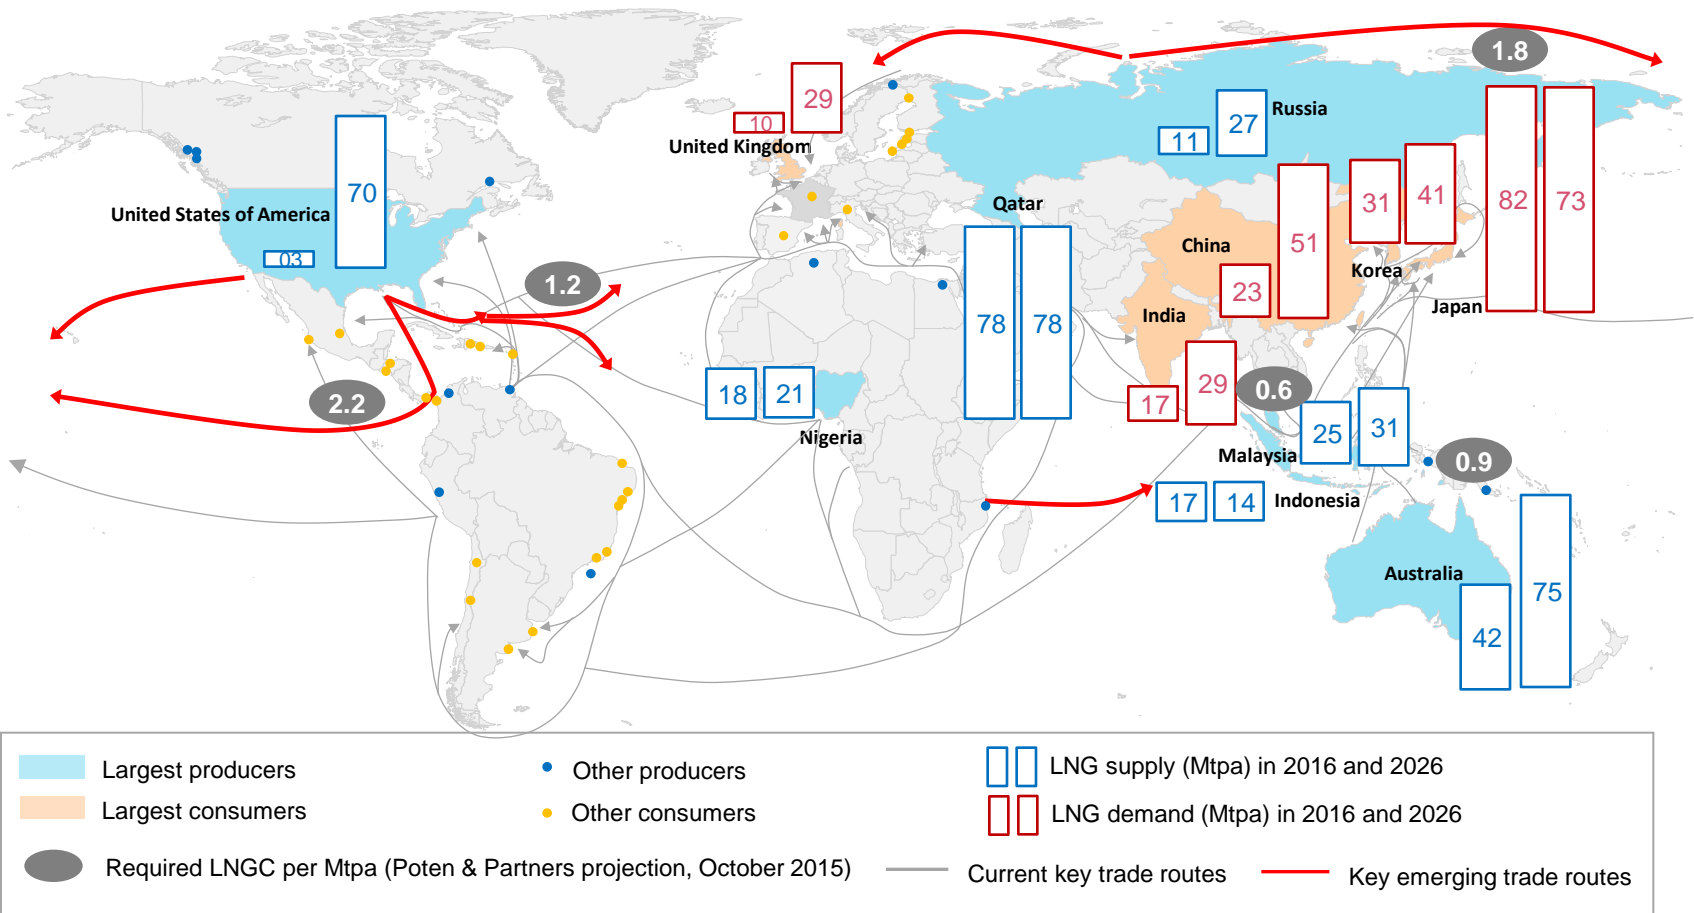 1.8
29
10
United Kingdom
Russia
27
11
70
United States of America
03
Qatar
82
73
31
41
China
51
Korea
23
Japan
India
1.2
78
78
2.2
18
21
Nigeria
17
29
0.6
25
31
Malaysia
0.9
17
14
Indonesia
Australia
75
42
Largest producers
Other producers
LNG supply (Mtpa) in 2016 and 2026
Largest consumers
Other consumers
LNG demand (Mtpa) in 2016 and 2026
Required LNGC per Mtpa (Poten & Partners projection, October 2015)
Current key trade routes
Key emerging trade routes